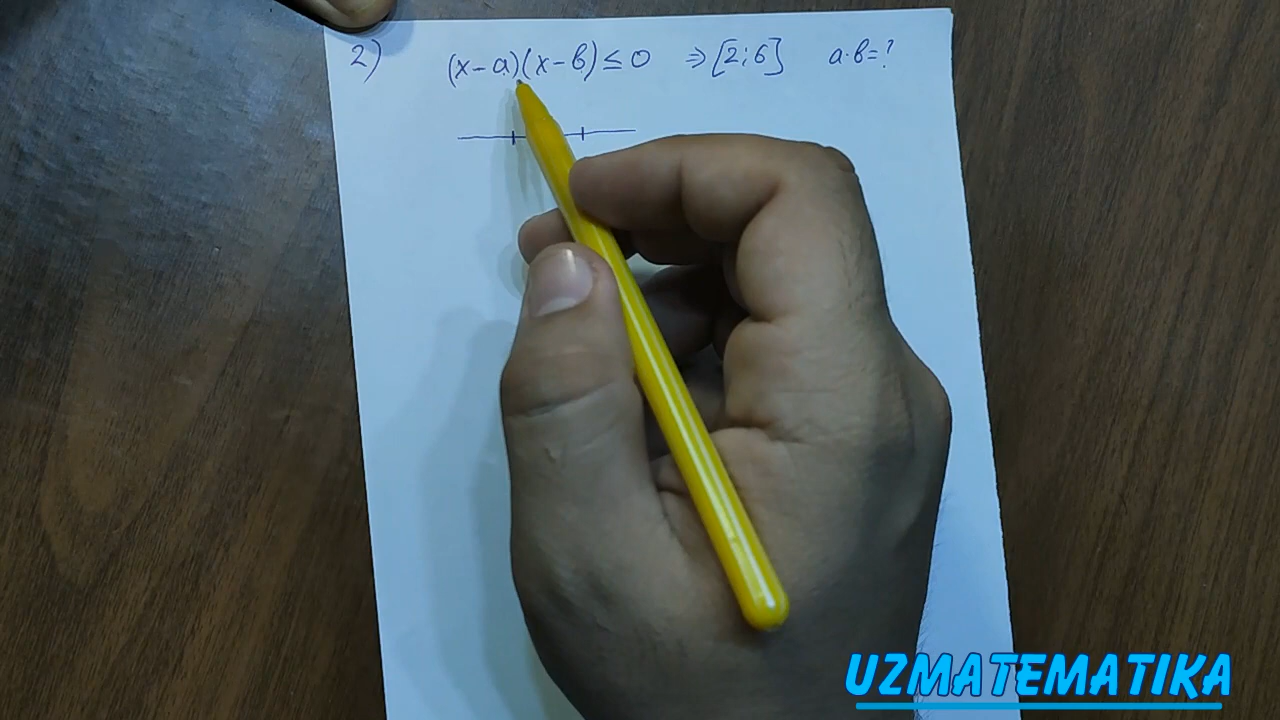 2) (x-a)(x-b)≤0 ⇒[2;6] a·b=?
UZMATEMATIKA